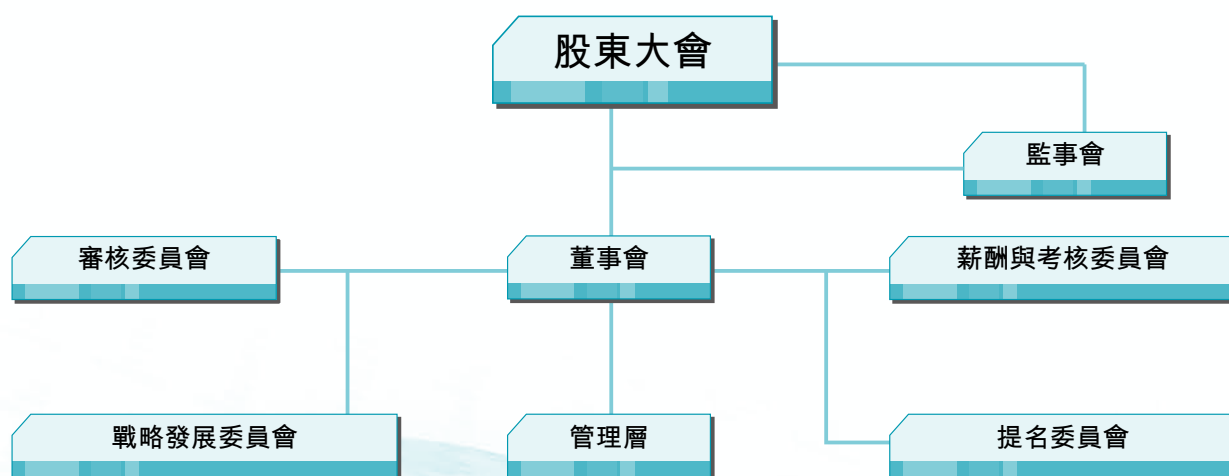 股東大會
監事會
審核委員會
董事會
薪酬與考核委員會
戰略發展委員會
管理層
提名委員會